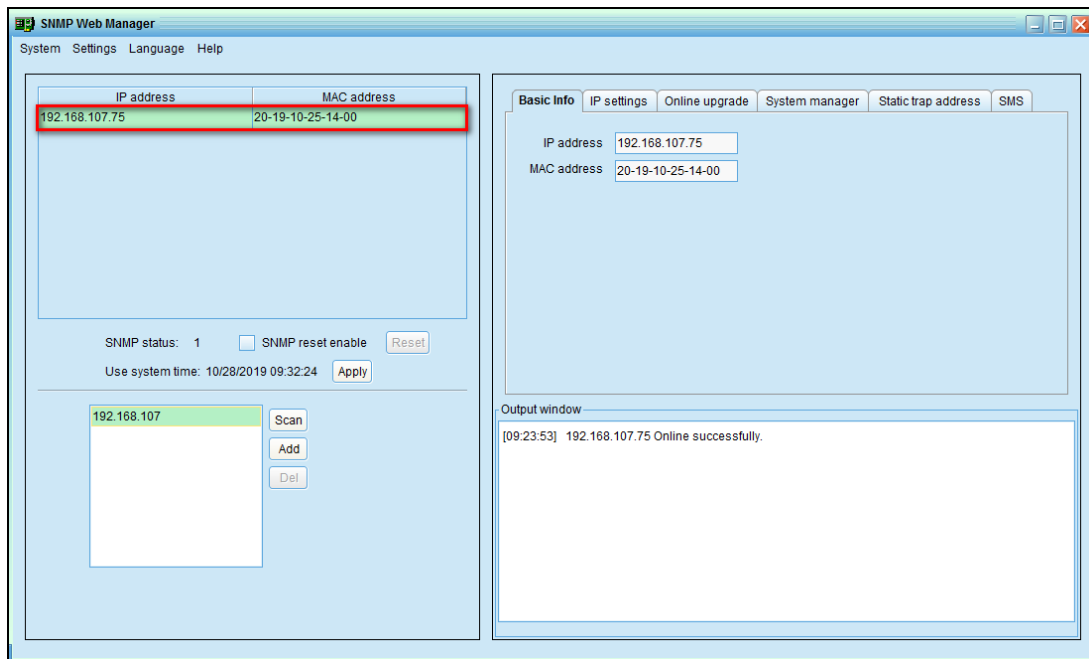 SNMP Web Manager
System Settings Language Help
IP address MAC address
192.168.107.75 20-19-10-25-14-00
SNMP status: 1 SNMP reset enable Reset
Use system time: 10/28/2019 09:32:24 Apply
192.168.107
Scan
Add
Del
Basic Info IP settings Online upgrade System manager Static trap address SMS
IP address 192.168.107.75
MAC address 20-19-10-25-14-00
Output window
[09:23:53] 192.168.107.75 Online successfully.